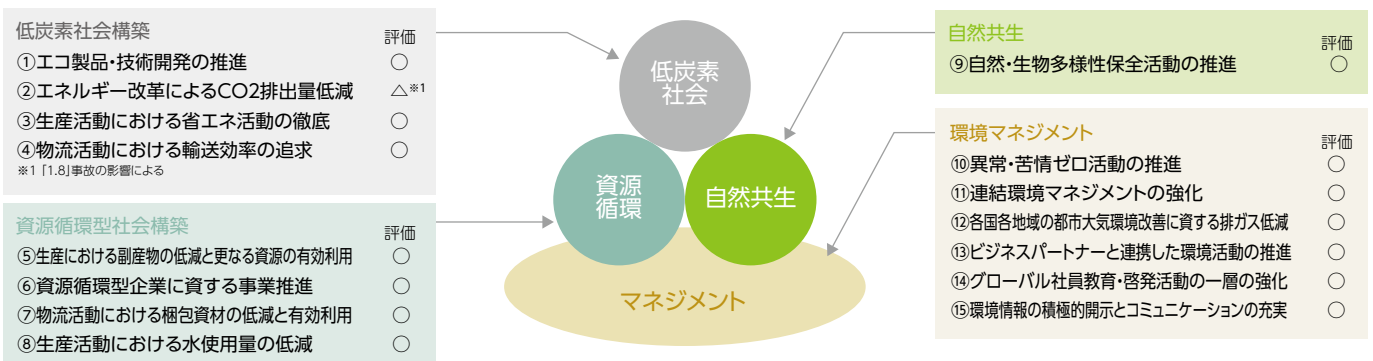 低炭素社会構築
評価
①エコ製品・技術開発の推進 ○
②エネルギー改革によるCO2排出量低減 △※1
③生産活動における省エネ活動の徹底 ○
④物流活動における輸送効率の追求 ○
※1 「1.8」事故の影響による
資源循環型社会構築
評価
⑤生産における副産物の低減と更なる資源の有効利用 ○
⑥資源循環型企業に資する事業推進 ○
⑦物流活動における梱包資材の低減と有効利用 ○
⑧生産活動における水使用量の低減 ○
低炭素
社会
資源
循環
自然共生
マネジメント
自然共生
評価
⑨自然・生物多様性保全活動の推進 ○
環境マネジメント
評価
⑩異常・苦情ゼロ活動の推進 ○
⑪連結環境マネジメントの強化 ○
⑫各国各地域の都市大気環境改善に資する排ガス低減 ○
⑬ビジネスパートナーと連携した環境活動の推進 ○
⑭グローバル社員教育・啓発活動の一層の強化 ○
⑮環境情報の積極的開示とコミュニケーションの充実 ○